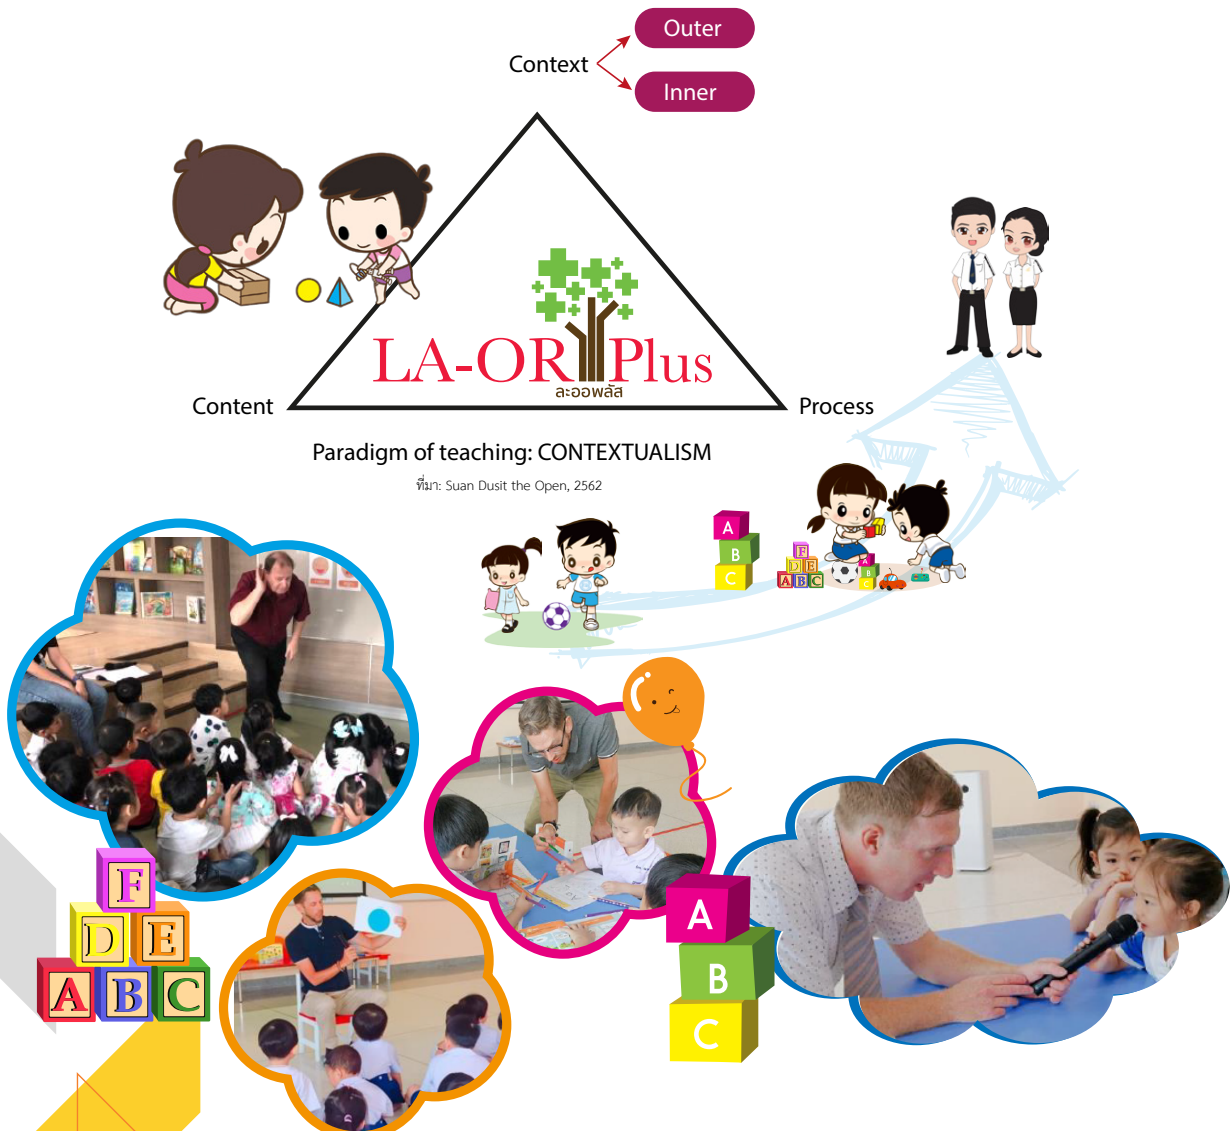 Outer
Context
Inner
LA-OR Plus
ละออพลัส
Content
Process
Paradigm of teaching: CONTEXTUALISM
ที่มา: Suan Dusit the Open, 2562
A
B
C
F
D E
A B C
A
B
C
F
D E
A B C
A
B
C